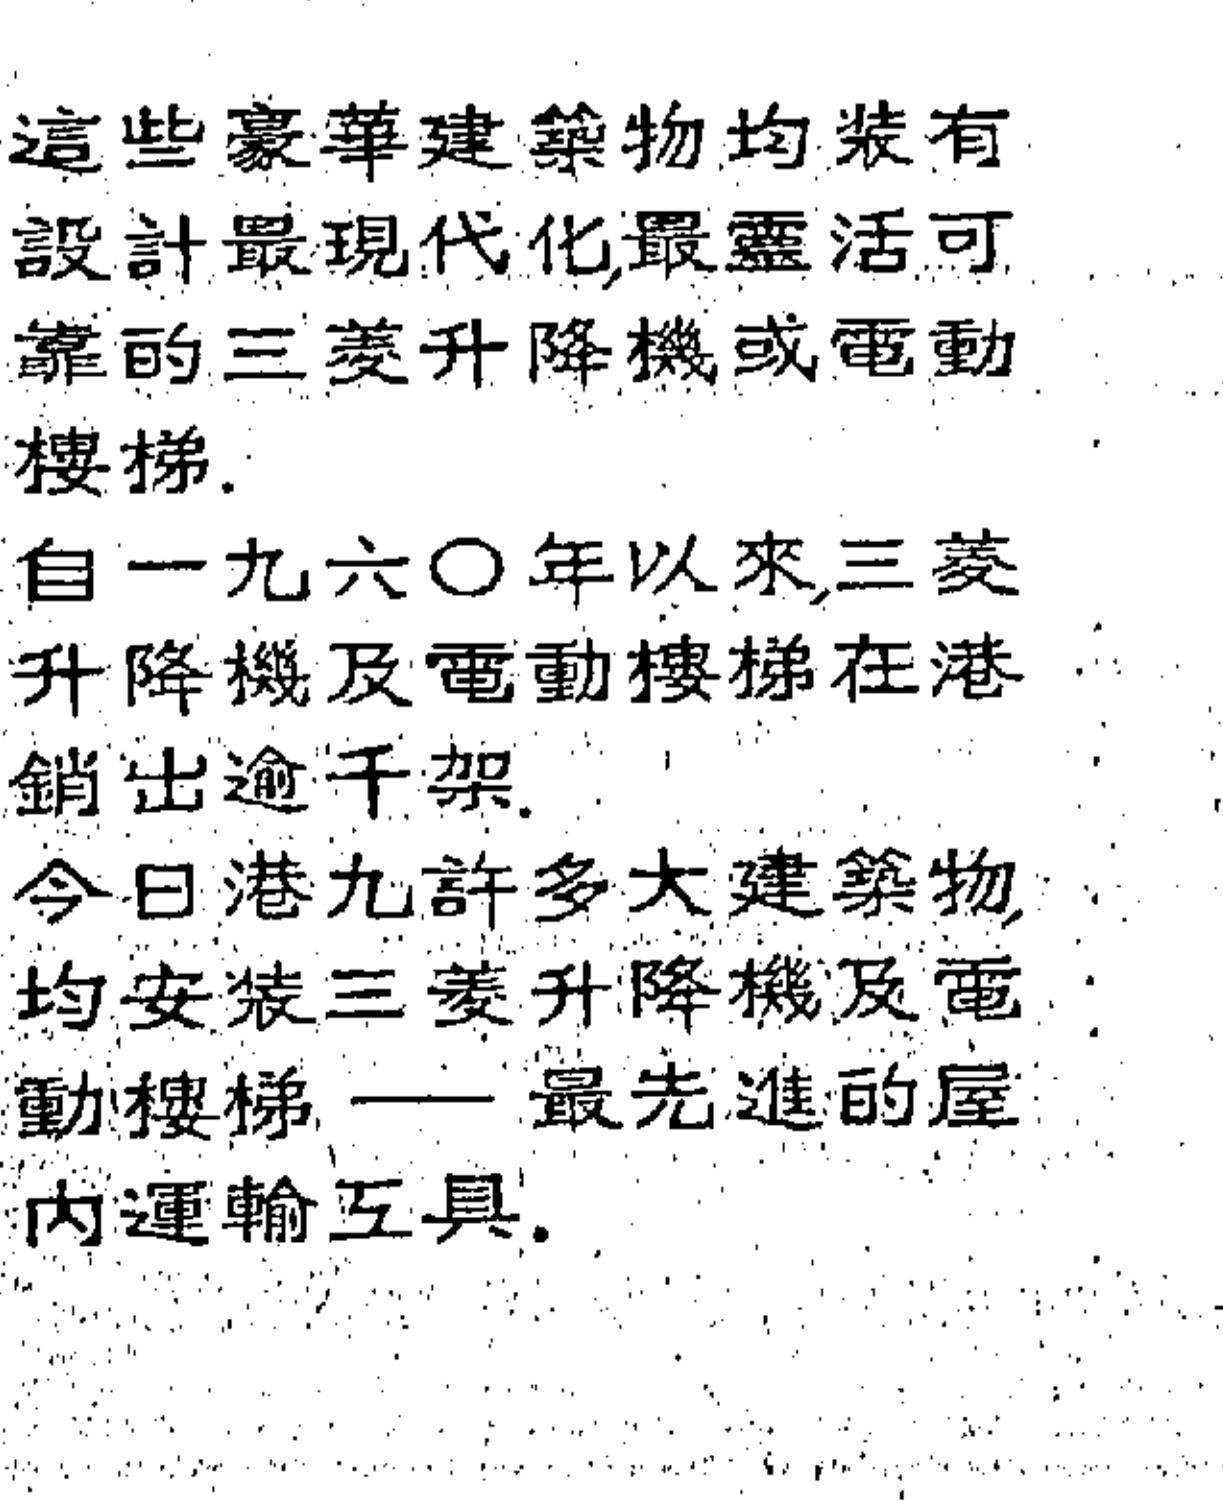 這些豪華建築物均裝有
設計最現代化,最靈活可
靠的三菱升降機或電動
樓梯.
自一九六〇年以來,三菱
升降機及電動樓梯在港
銷出逾千架.
今日港九許多大建築物,
均安裝三菱升降機及電
動樓梯——最先進的屋
內運輸工具.